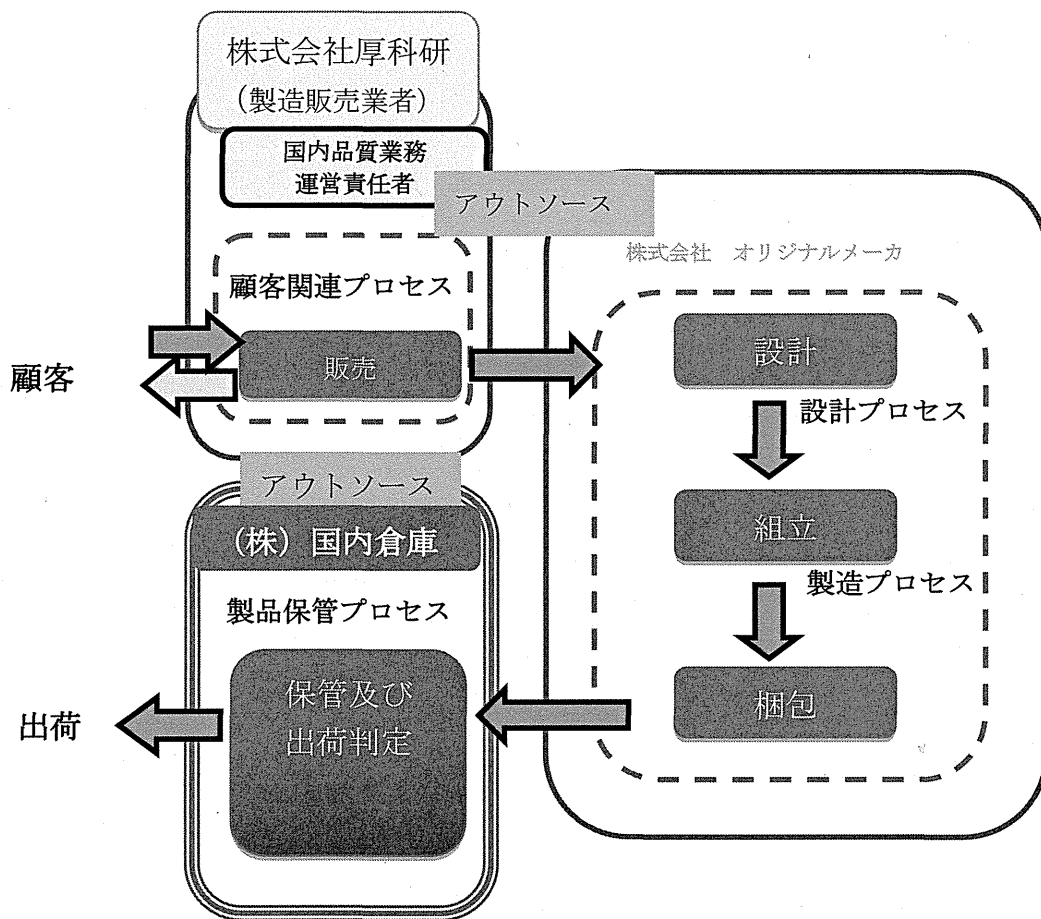 株式会社厚科研
（製造販売業者）
国内品質業務
運営責任者
アウトソース
株式会社　オリジナルメーカ
顧客関連プロセス
販売
顧客
設計
設計プロセス
組立
製造プロセス
梱包
アウトソース
（株）国内倉庫
製品保管プロセス
保管及び
出荷判定
出荷